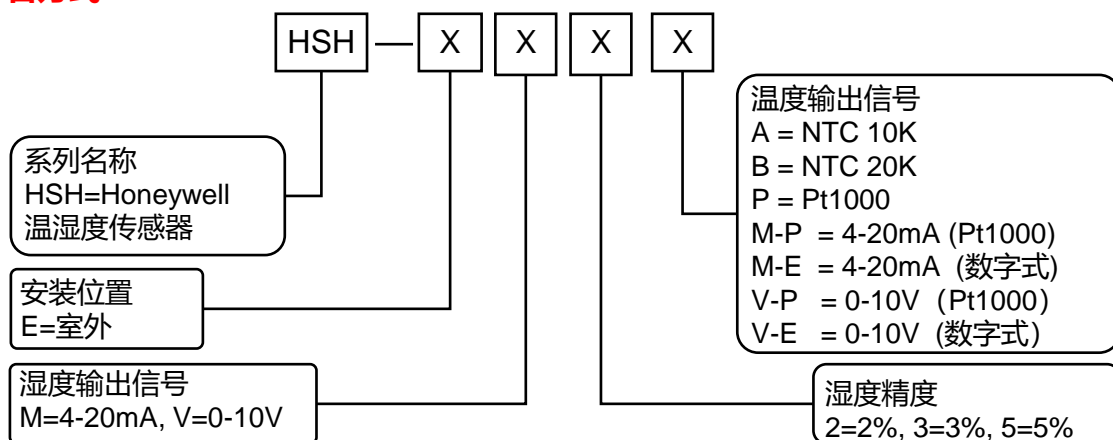 HSH — X X X X
温度输出信号
A = NTC 10K
B = NTC 20K
P = Pt1000
M-P = 4-20mA (Pt1000)
M-E = 4-20mA (数字式)
V-P = 0-10V (Pt1000)
V-E = 0-10V (数字式)
系列名称
HSH=Honeywell
温湿度传感器
安装位置
E=室外
湿度输出信号
M=4-20mA, V=0-10V
湿度精度
2=2%, 3=3%, 5=5%